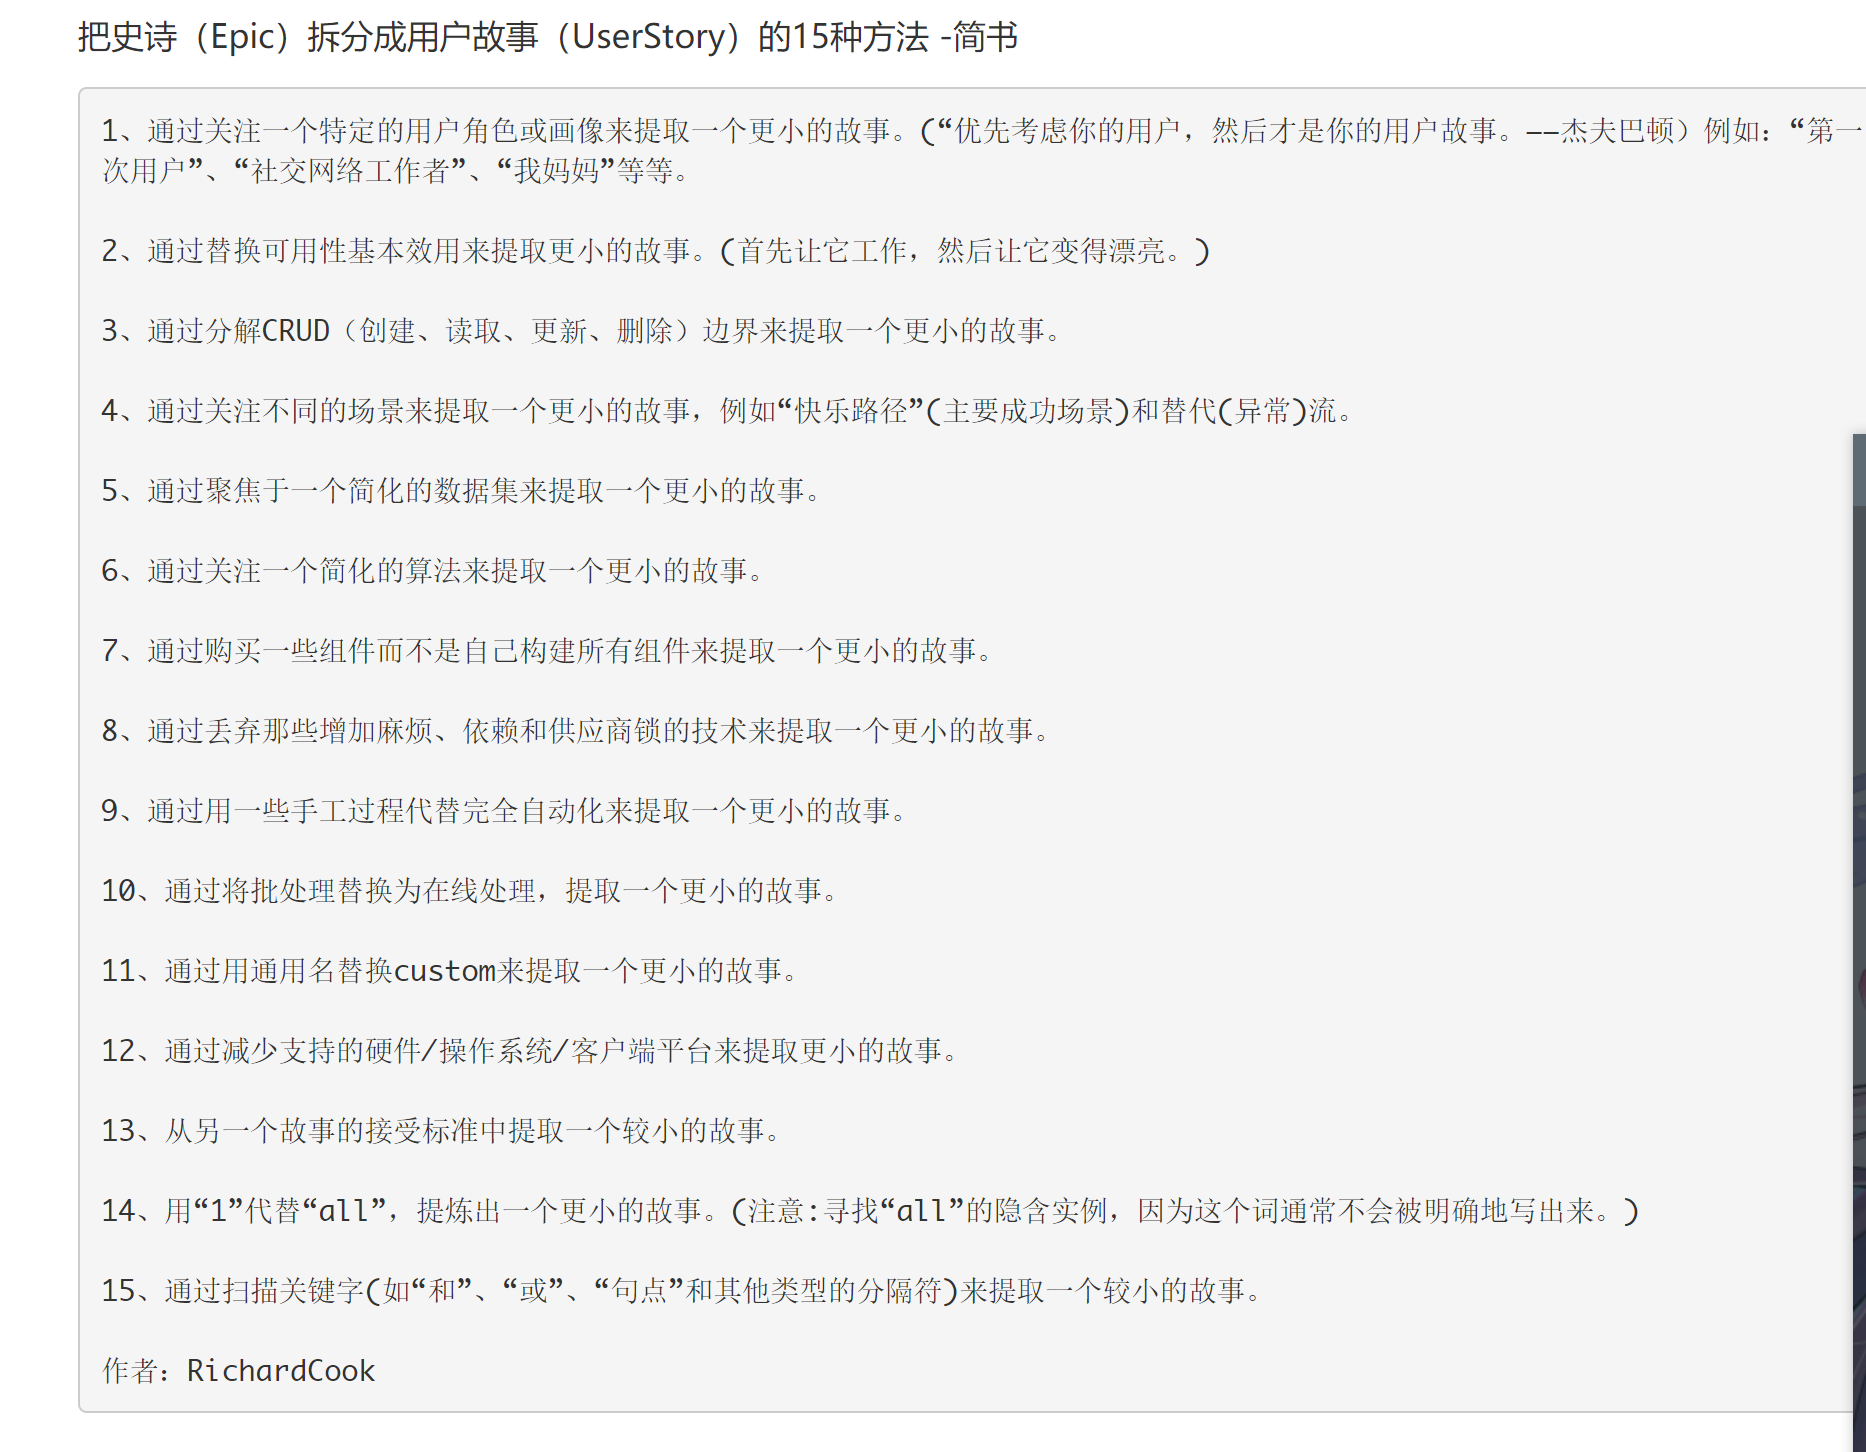 把史诗（Epic）拆分成用户故事（UserStory）的15种方法 -简书
1、通过关注一个特定的用户角色或画像来提取一个更小的故事。(“优先考虑你的用户，然后才是你的用户故事。——杰夫巴顿）例如：“第一
次用户”、“社交网络工作者”、“我妈妈”等等。
2、通过替换可用性基本效用来提取更小的故事。(首先让它工作，然后让它变得漂亮。)
3、通过分解CRUD（创建、读取、更新、删除）边界来提取一个更小的故事。
4、通过关注不同的场景来提取一个更小的故事，例如“快乐路径”(主要成功场景)和替代(异常)流。
5、通过聚焦于一个简化的数据集来提取一个更小的故事。
6、通过关注一个简化的算法来提取一个更小的故事。
7、通过购买一些组件而不是自己构建所有组件来提取一个更小的故事。
8、通过丢弃那些增加麻烦、依赖和供应商锁的技术来提取一个更小的故事。
9、通过用一些手工过程代替完全自动化来提取一个更小的故事。
10、通过将批处理替换为在线处理，提取一个更小的故事。
11、通过用通用名替换custom来提取一个更小的故事。
12、通过减少支持的硬件/操作系统/客户端平台来提取更小的故事。
13、从另一个故事的接受标准中提取一个较小的故事。
14、用“1”代替“all”，提炼出一个更小的故事。(注意:寻找“all”的隐含实例，因为这个词通常不会被明确地写出来。)
15、通过扫描关键字(如“和”、“或”、“句点”和其他类型的分隔符)来提取一个较小的故事。
作者：RichardCook